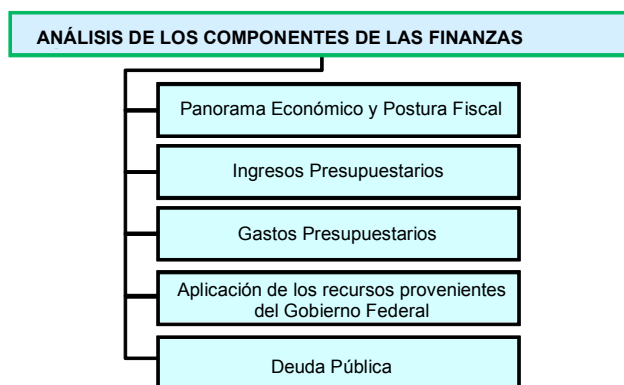 ANÁLISIS DE LOS COMPONENTES DE LAS FINANZAS
Panorama Económico y Postura Fiscal
Ingresos Presupuestarios
Gastos Presupuestarios
Aplicación de los recursos provenientes
del Gobierno Federal
Deuda Pública